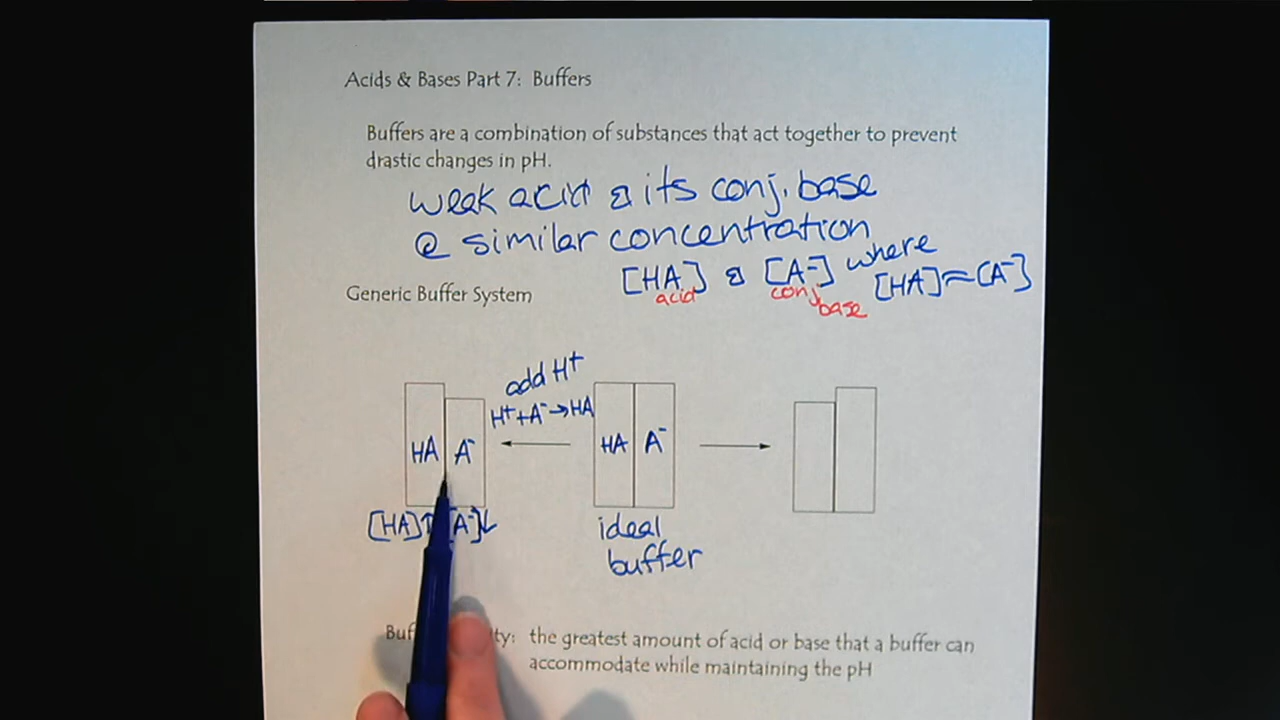 Acids & Bases Part 7: Buffers
Buffers are a combination of substances that act together to prevent
drastic changes in pH.
weak acid & its conj. base
@ similar concentration
[HA] & [A⁻] where [HA]≈[A⁻]
acid conj base
Generic Buffer System
add H⁺
H⁺+A⁻→HA
HA A⁻ HA A⁻
[HA]↑ [A⁻]↓
ideal
buffer
the greatest amount of acid or base that a buffer can
accommodate while maintaining the pH